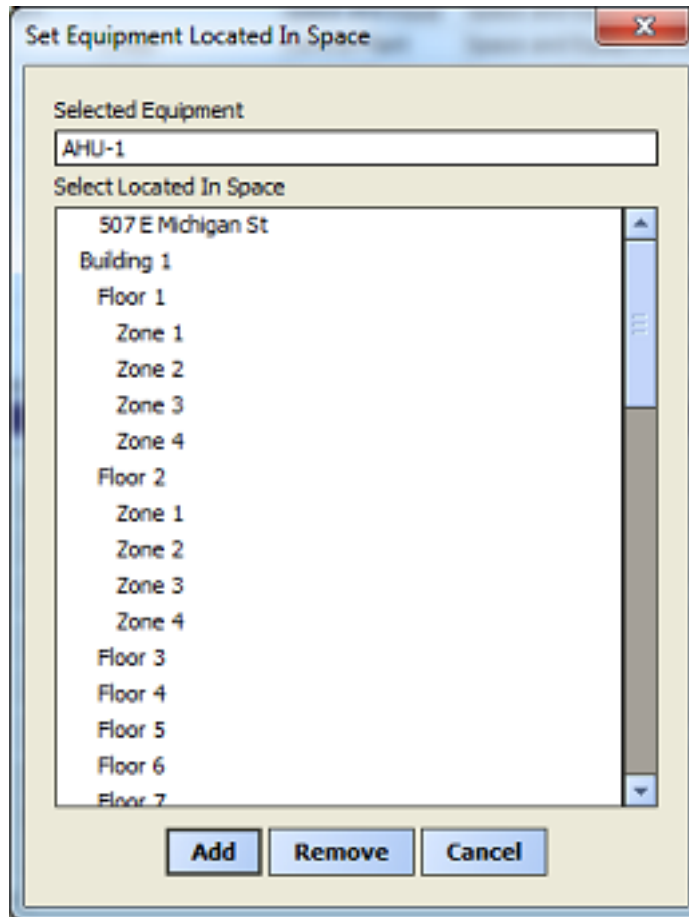 Set Equipment Located In Space
Selected Equipment
AHU-1
Select Located In Space
507 E Michigan St
Building 1
Floor 1
Zone 1
Zone 2
Zone 3
Zone 4
Floor 2
Zone 1
Zone 2
Zone 3
Zone 4
Floor 3
Floor 4
Floor 5
Floor 6
Floor 7
Add Remove Cancel